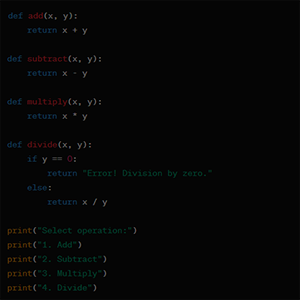 def add(x, y):
    return x + y

def subtract(x, y):
    return x - y

def multiply(x, y):
    return x * y

def divide(x, y):
    if y == 0:
        return "Error! Division by zero."
    else:
        return x / y

print("Select operation:")
print("1. Add")
print("2. Subtract")
print("3. Multiply")
print("4. Divide")